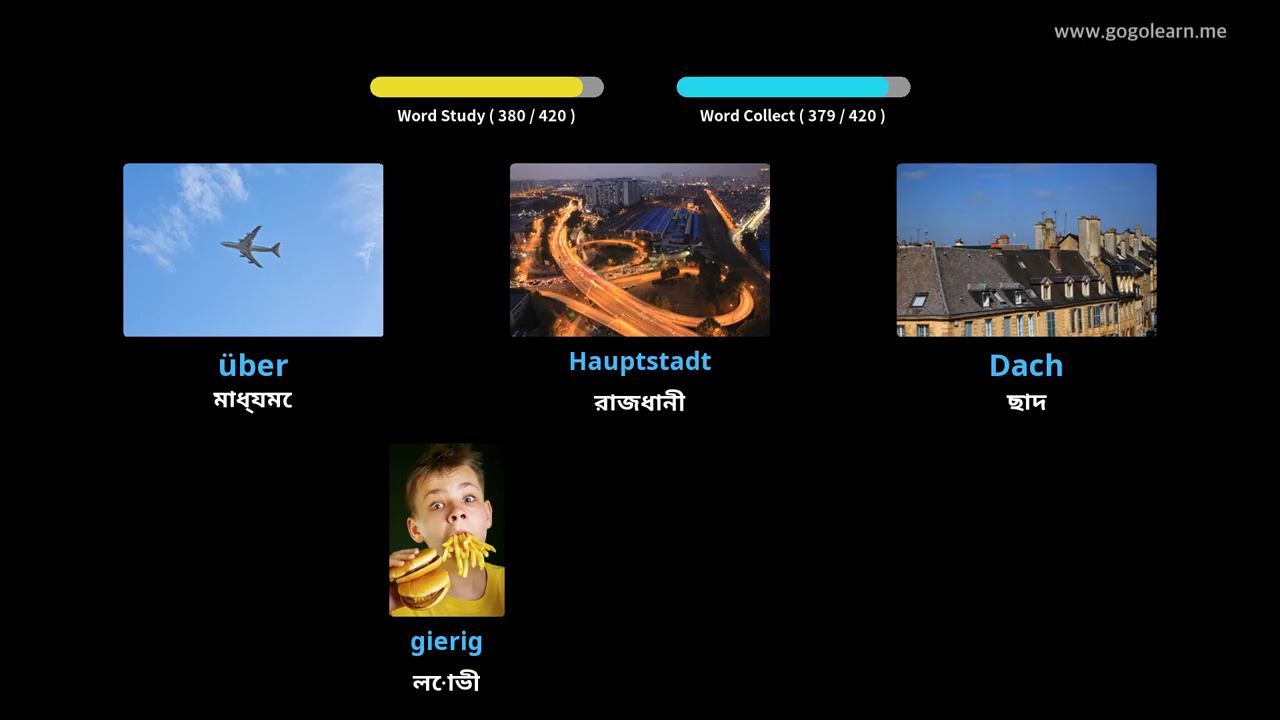 www.gogolearn.me
Word Study ( 380 / 420 )
Word Collect ( 379 / 420 )
über
মাধ্যমে
Hauptstadt
রাজধানী
Dach
ছাদ
gierig
লোভী